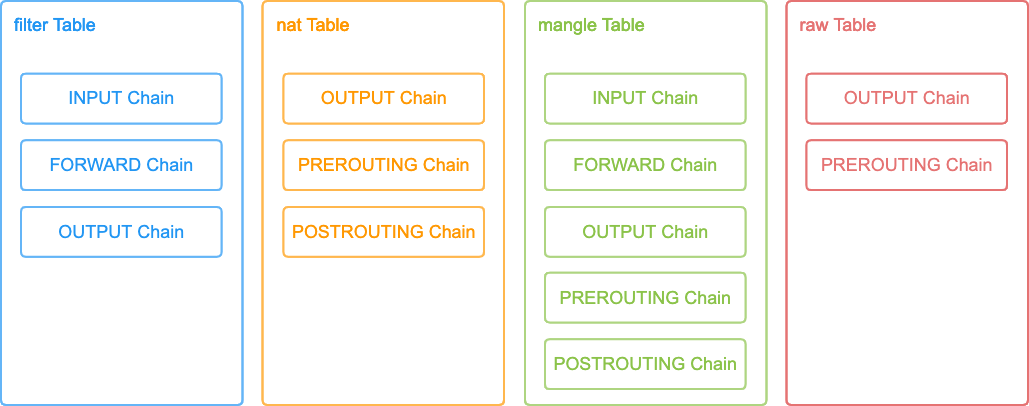 filter Table
INPUT Chain
FORWARD Chain
OUTPUT Chain
nat Table
OUTPUT Chain
PREROUTING Chain
POSTROUTING Chain
mangle Table
INPUT Chain
FORWARD Chain
OUTPUT Chain
PREROUTING Chain
POSTROUTING Chain
raw Table
OUTPUT Chain
PREROUTING Chain